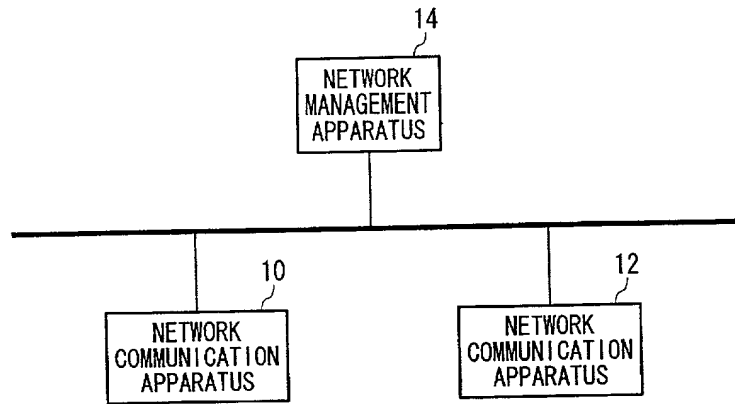 14
NETWORK
MANAGEMENT
APPARATUS
10
NETWORK
COMMUNICATION
APPARATUS
12
NETWORK
COMMUNICATION
APPARATUS